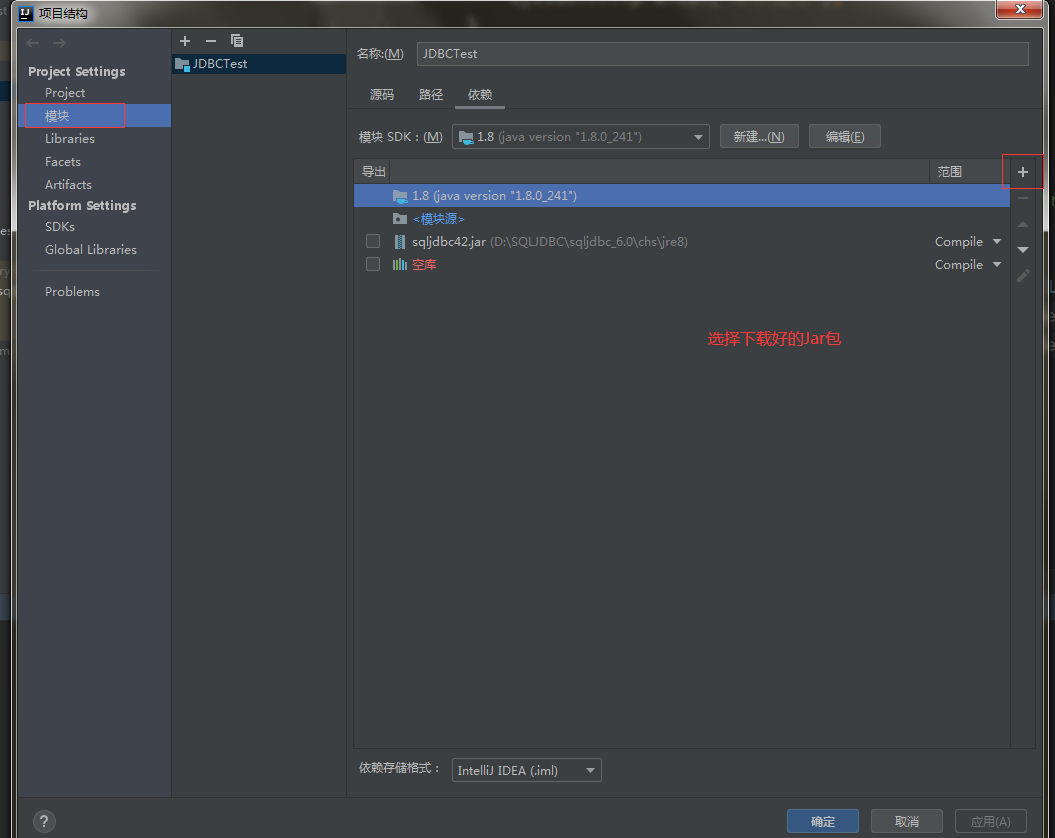 项目结构
Project Settings
Project
模块
Libraries
Facets
Artifacts
Platform Settings
SDKs
Global Libraries
Problems
JDBCTest
名称:(M) JDBCTest
源码 路径 依赖
模块 SDK：(M) 1.8 (java version "1.8.0_241") 新建...(N) 编辑(E)
导出 范围
1.8 (java version "1.8.0_241")
<模块源>
sqljdbc42.jar (D:\SQLJDBC\sqljdbc_6.0\chs\jre8) Compile
空库 Compile
选择下载好的Jar包
依赖存储格式： IntelliJ IDEA (.iml)
? 确定 取消 应用(A)